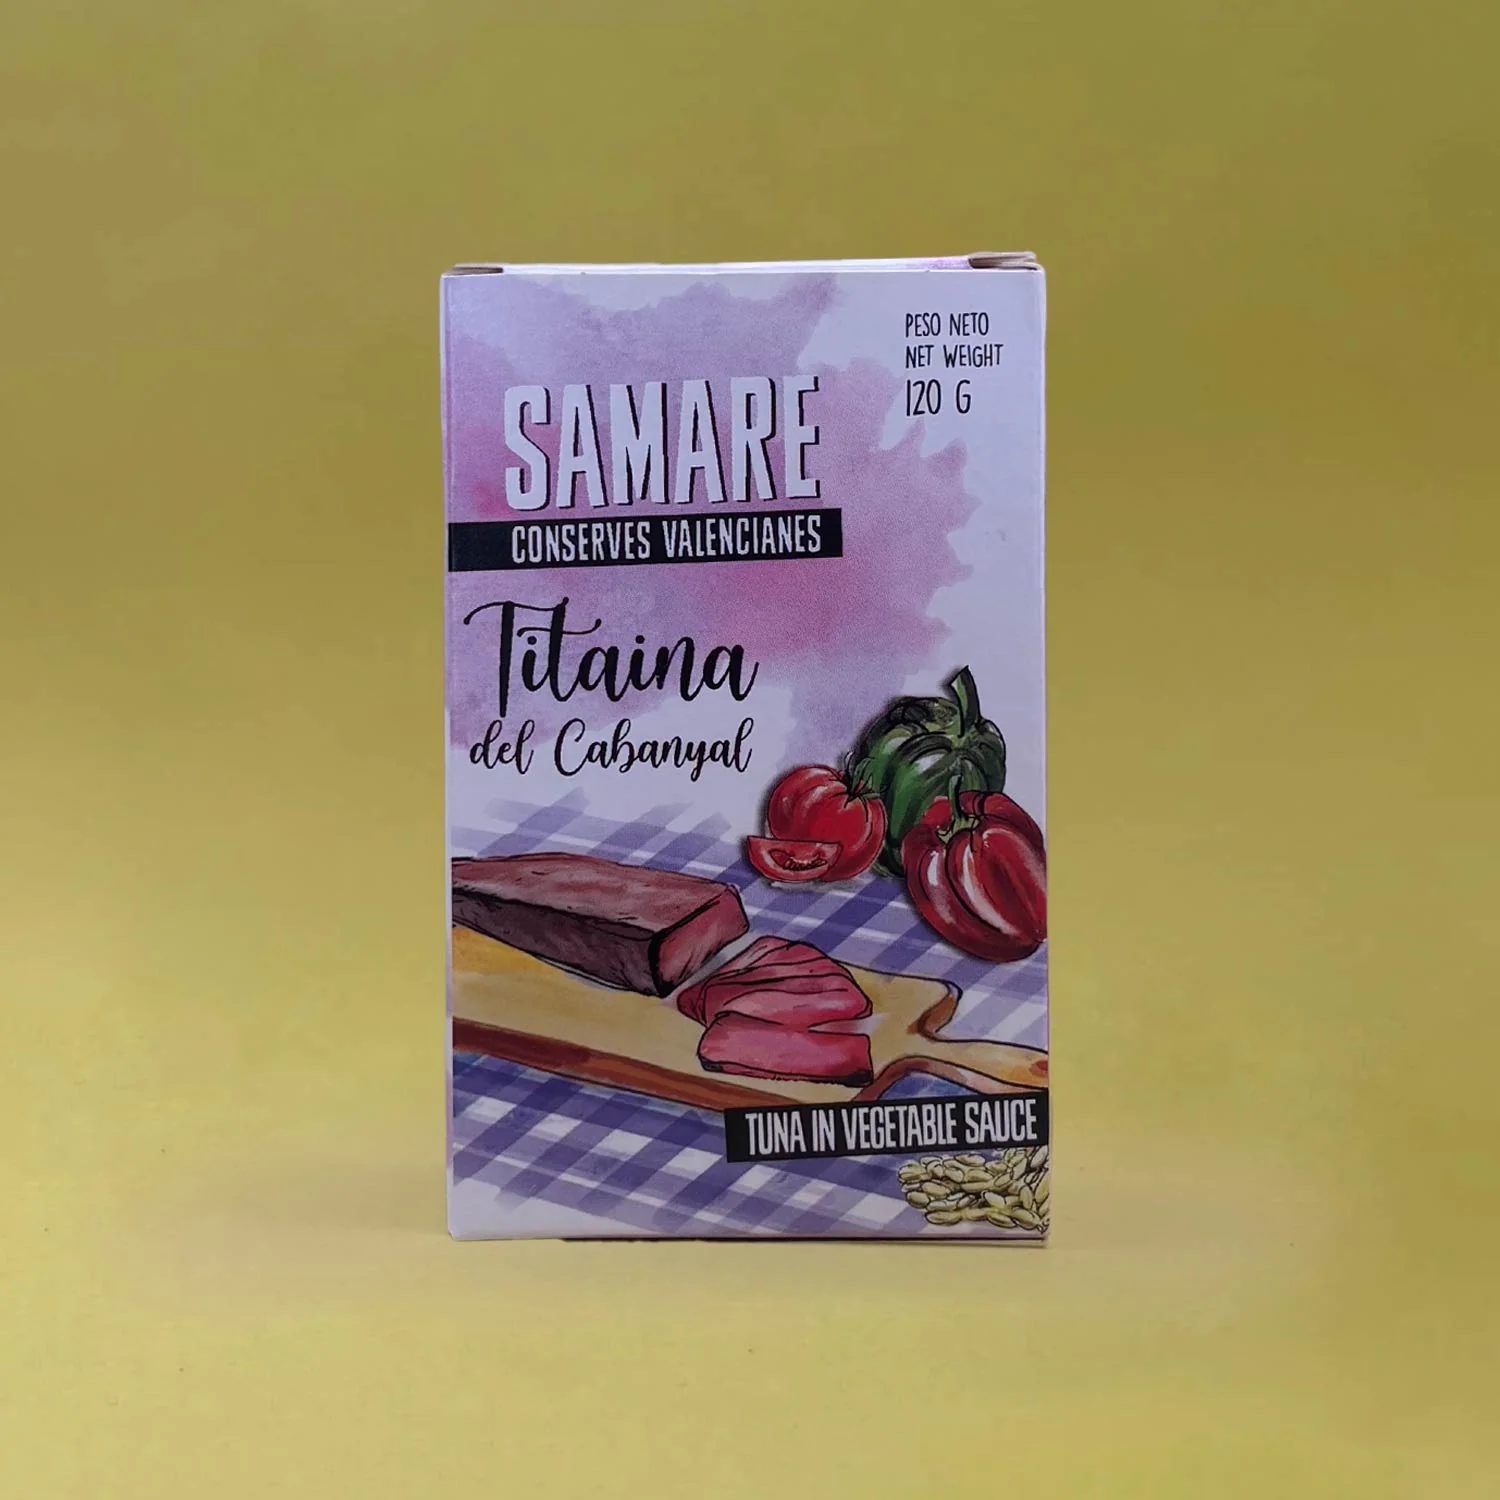 PESO NETO
NET WEIGHT
120 G
SAMARE
CONSERVES VALENCIANES
Titaina
del Cabanyal
TUNA IN VEGETABLE SAUCE